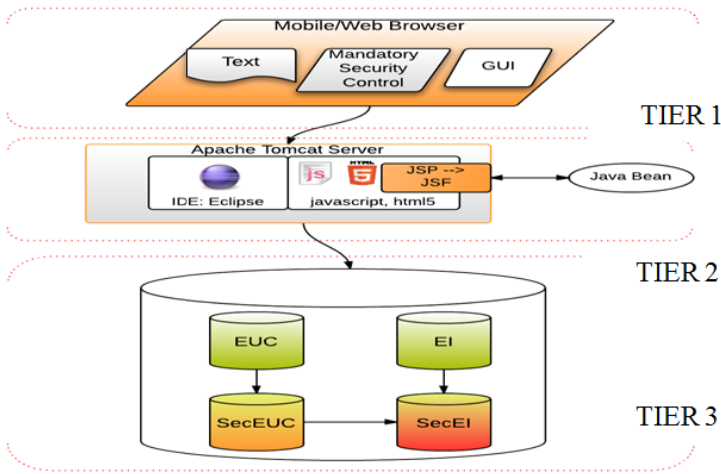 Mobile/Web Browser
Text
Mandatory
Security
Control
GUI
TIER 1
Apache Tomcat Server
IDE: Eclipse
js
HTML
5
javascript, html5
JSP -->
JSF
Java Bean
TIER 2
EUC
EI
SecEUC
SecEI
TIER 3